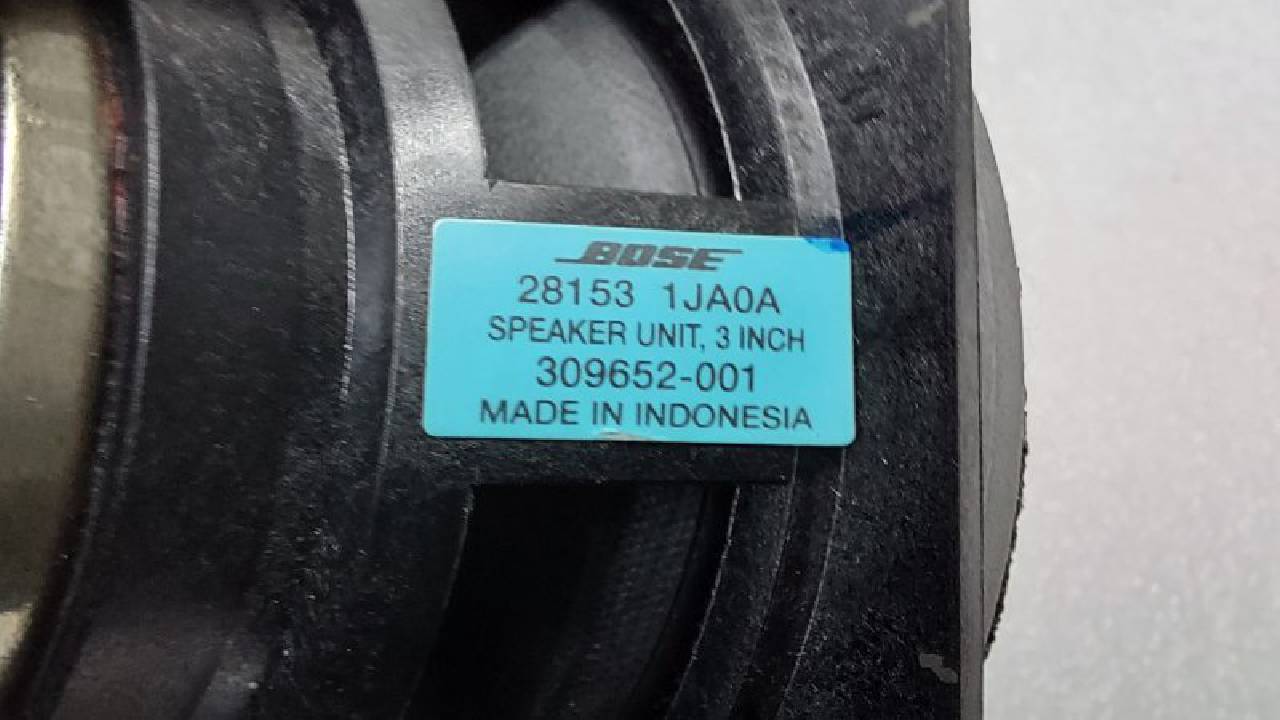 BOSE
28153 1JA0A
SPEAKER UNIT, 3 INCH
309652-001
MADE IN INDONESIA